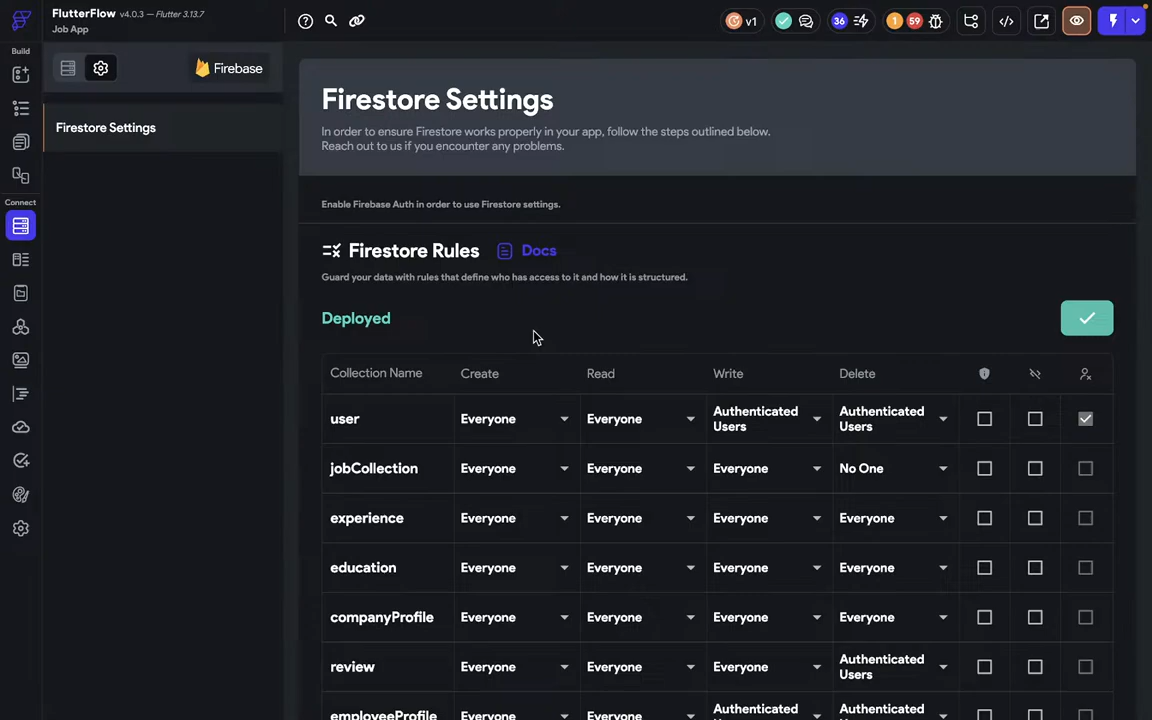 FlutterFlow v4.0.3 — Flutter 3.13.7
Job App
v1
36
1
59
Build
Connect
Firebase
Firestore Settings
Firestore Settings
In order to ensure Firestore works properly in your app, follow the steps outlined below.
Reach out to us if you encounter any problems.
Enable Firebase Auth in order to use Firestore settings.
Firestore Rules Docs
Guard your data with rules that define who has access to it and how it is structured.
Deployed
Collection Name Create Read Write Delete
user Everyone Everyone Authenticated Users Authenticated Users
jobCollection Everyone Everyone Everyone No One
experience Everyone Everyone Everyone Everyone
education Everyone Everyone Everyone Everyone
companyProfile Everyone Everyone Everyone Everyone
review Everyone Everyone Everyone Authenticated Users
employeeProfile Everyone Everyone Authenticated Authenticated